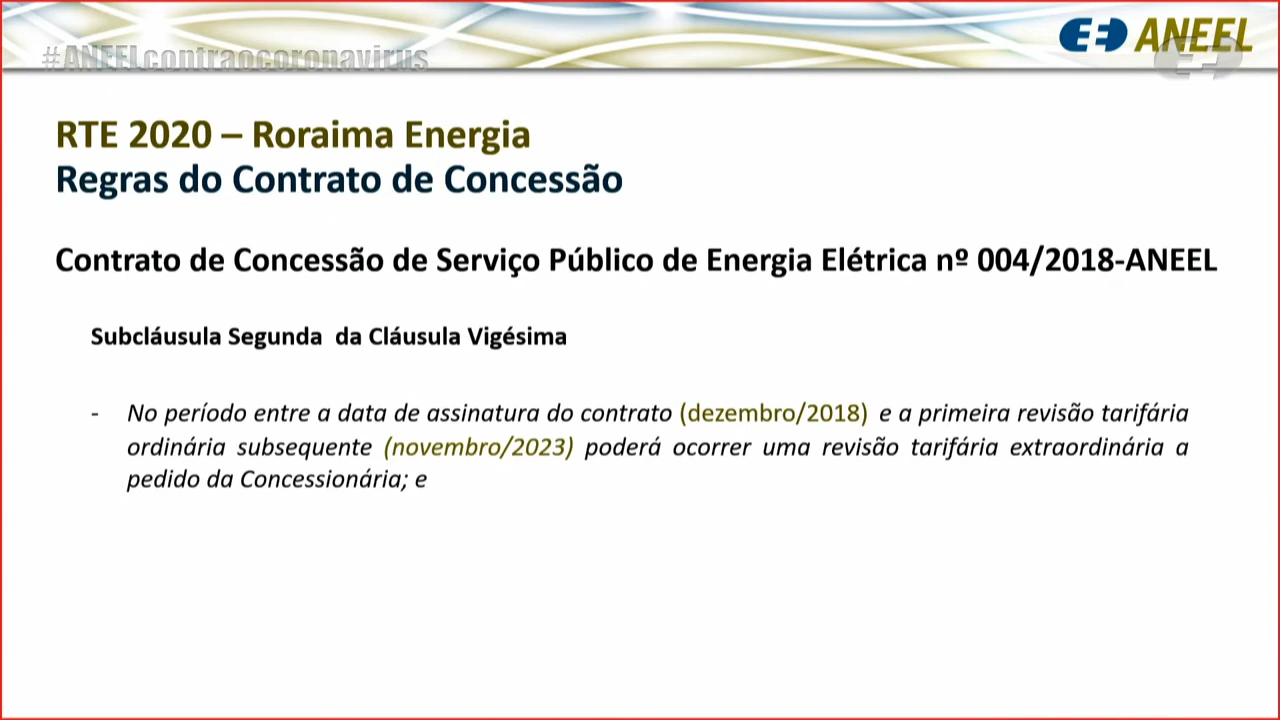 #ANEELcontraocoronavirus
ANEEL
RTE 2020 – Roraima Energia
Regras do Contrato de Concessão
Contrato de Concessão de Serviço Público de Energia Elétrica nº 004/2018-ANEEL
Subcláusula Segunda  da Cláusula Vigésima
- No período entre a data de assinatura do contrato (dezembro/2018) e a primeira revisão tarifária
ordinária subsequente (novembro/2023) poderá ocorrer uma revisão tarifária extraordinária a
pedido da Concessionária; e